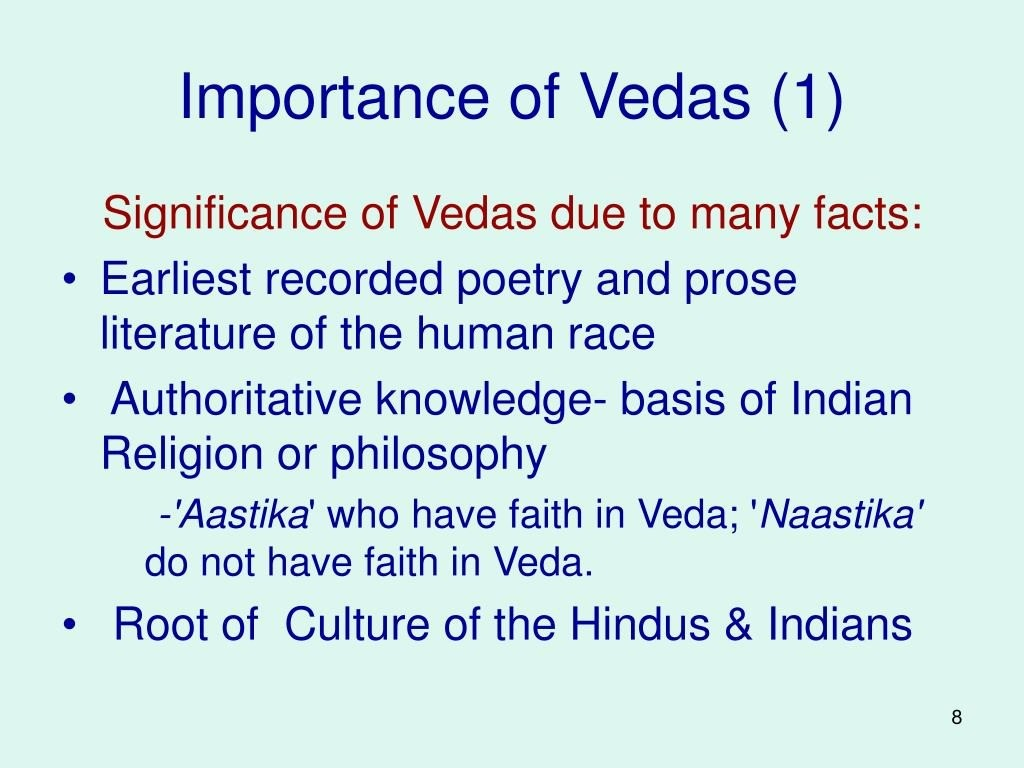 Importance of Vedas (1)
Significance of Vedas due to many facts:
• Earliest recorded poetry and prose
literature of the human race
• Authoritative knowledge- basis of Indian
Religion or philosophy
-'Aastika' who have faith in Veda; 'Naastika'
do not have faith in Veda.
• Root of  Culture of the Hindus & Indians
8